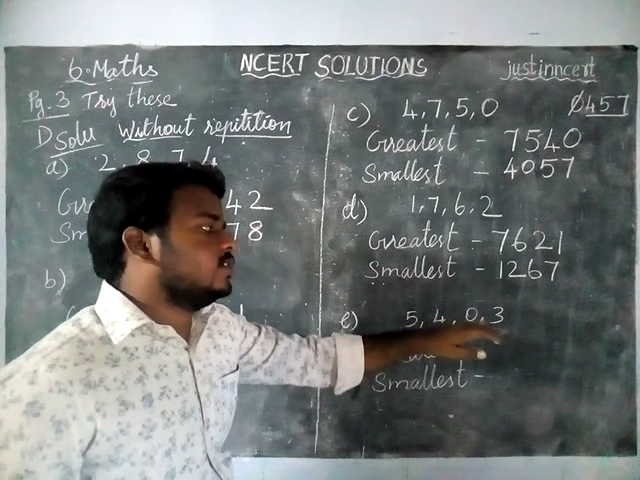 6. Maths
NCERT SOLUTIONS
justinncert
Pg. 3 Try these
1) Solu Without repitition
a) 2, 8, 7, 4
42
78
b)
c) 4, 7, 5, 0
0457
Greatest - 7540
Smallest - 4057
d) 1, 7, 6, 2
Greatest - 7621
Smallest - 1267
e) 5, 4, 0, 3
Smallest -